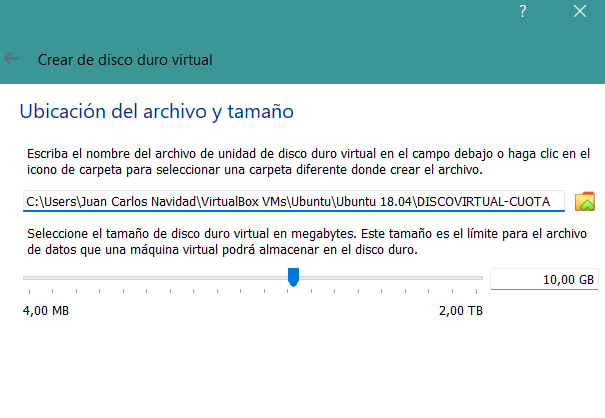 ?
Crear de disco duro virtual
Ubicación del archivo y tamaño
Escriba el nombre del archivo de unidad de disco duro virtual en el campo debajo o haga clic en el
icono de carpeta para seleccionar una carpeta diferente donde crear el archivo.
C:\Users\Juan Carlos Navidad\VirtualBox VMs\Ubuntu\Ubuntu 18.04\DISCOVIRTUAL-CUOTA
Seleccione el tamaño de disco duro virtual en megabytes. Este tamaño es el límite para el archivo
de datos que una máquina virtual podrá almacenar en el disco duro.
10,00 GB
4,00 MB 2,00 TB